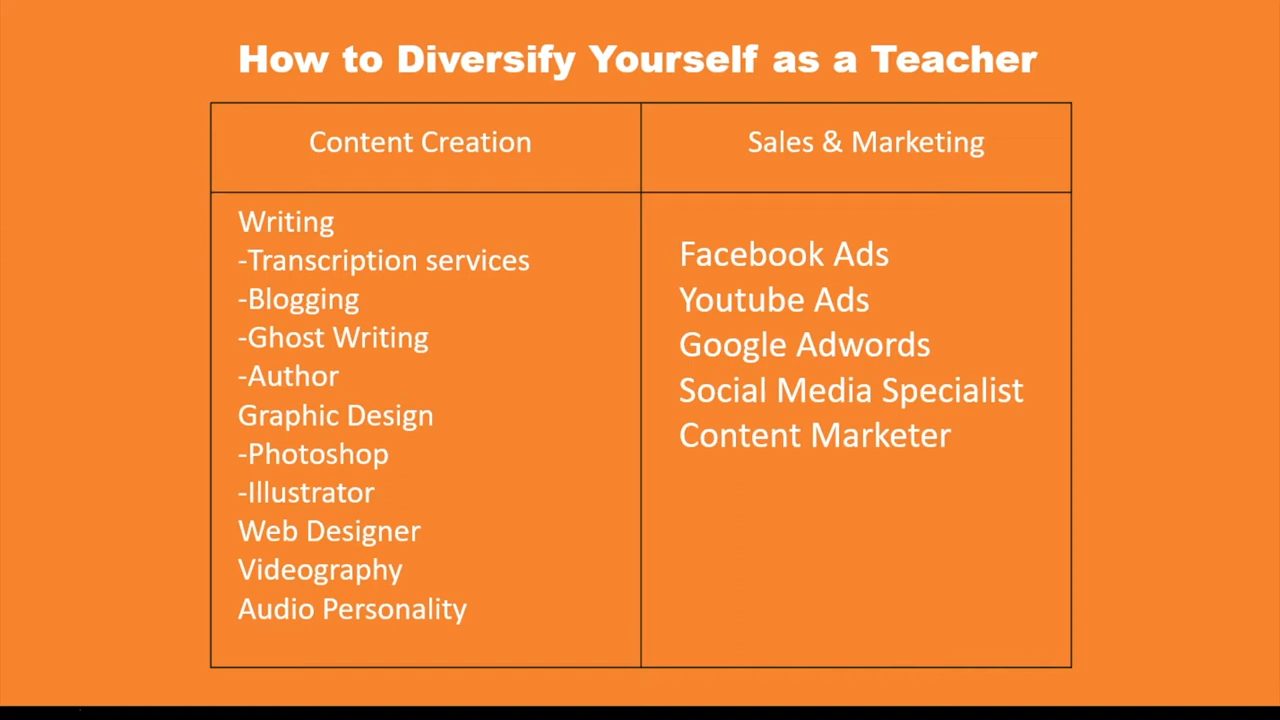 How to Diversify Yourself as a Teacher
Content Creation
Sales & Marketing
Writing
-Transcription services
-Blogging
-Ghost Writing
-Author
Graphic Design
-Photoshop
-Illustrator
Web Designer
Videography
Audio Personality
Facebook Ads
Youtube Ads
Google Adwords
Social Media Specialist
Content Marketer